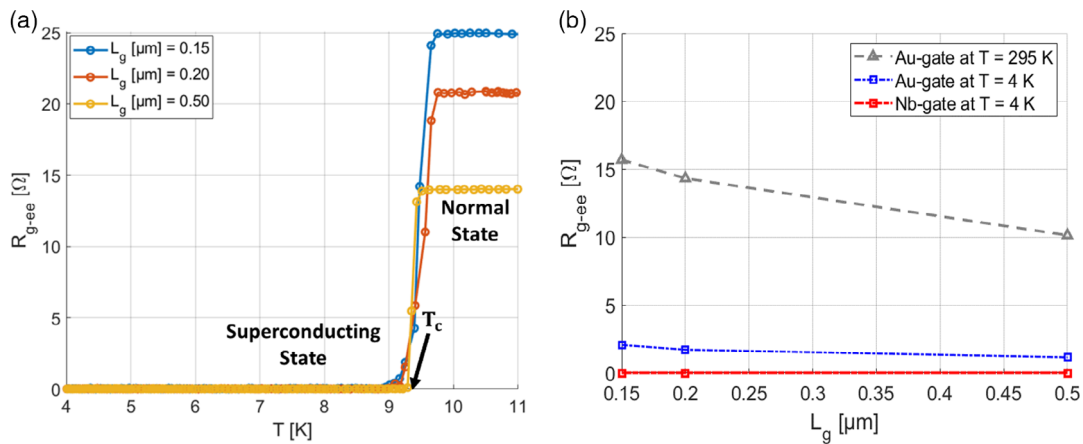 (a)
25
20
15
10
5
0
R_g-ee [Ω]
L_g [µm] = 0.15
L_g [µm] = 0.20
L_g [µm] = 0.50
Normal
State
Superconducting
State
T_c
4 5 6 7 8 9 10 11
T [K]
(b)
25
20
15
10
5
0
R_g-ee [Ω]
Au-gate at T = 295 K
Au-gate at T = 4 K
Nb-gate at T = 4 K
0.15 0.2 0.25 0.3 0.35 0.4 0.45 0.5
L_g [µm]